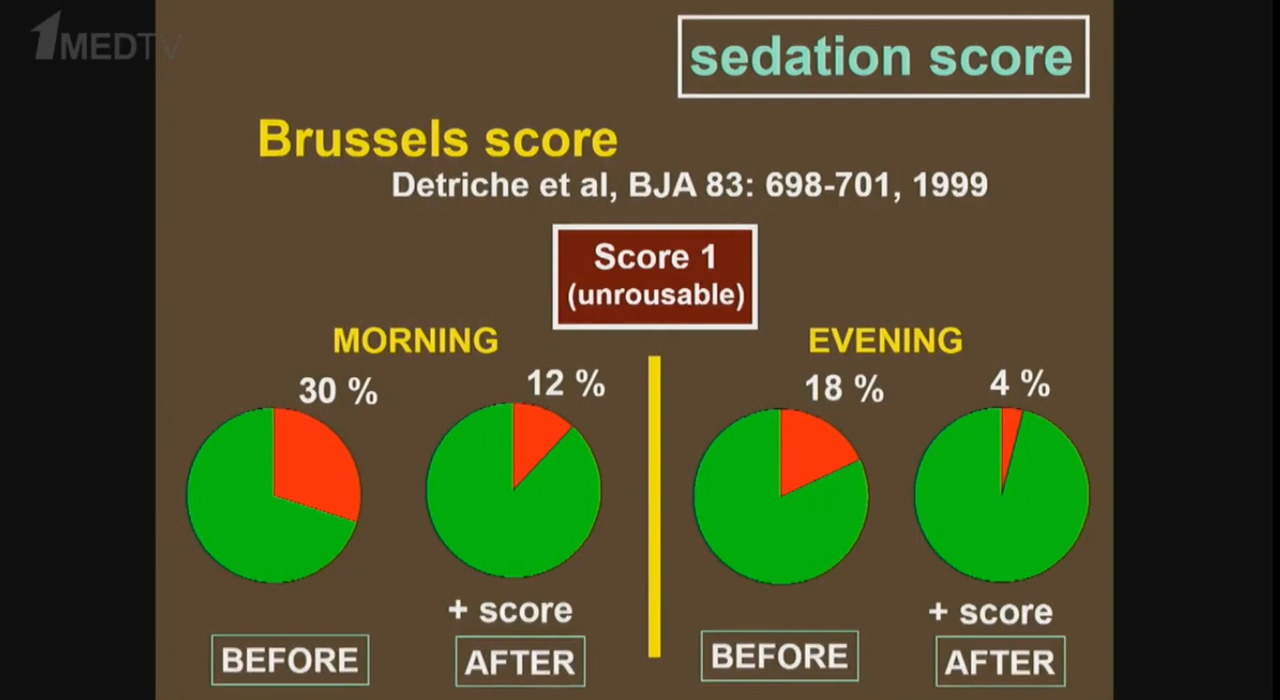 1MEDTV
sedation score
Brussels score
Detriche et al, BJA 83: 698-701, 1999
Score 1
(unrousable)
MORNING
EVENING
30 %
12 %
18 %
4 %
+ score
+ score
BEFORE
AFTER
BEFORE
AFTER